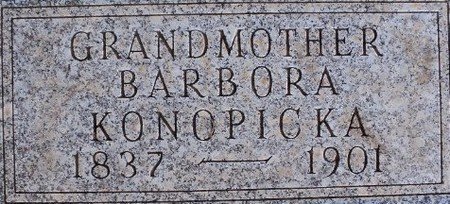 GRANDMOTHER
BARBORA
KONOPICKA
1837 — 1901